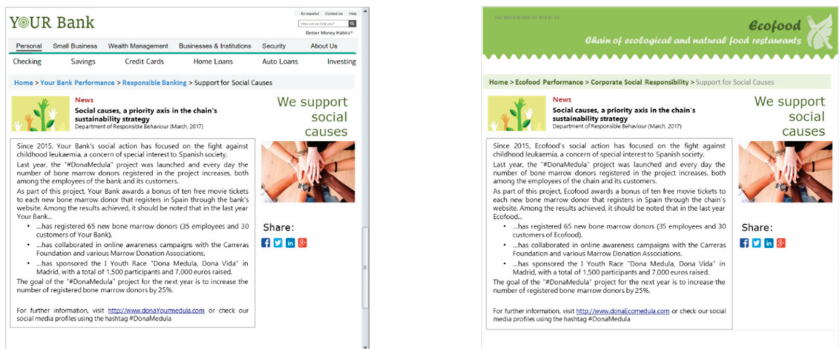 YOUR Bank
En español Contact Us Help
How can we help you?
Better Money Habits®
Personal Small Business Wealth Management Businesses & Institutions Security About Us
Checking Savings Credit Cards Home Loans Auto Loans Investing
Home > Your Bank Performance > Responsible Banking > Support for Social Causes
News
Social causes, a priority axis in the chain's
sustainability strategy
Department of Responsible Behaviour (March, 2017)
We support
social
causes
Since 2015, Your Bank's social action has focused on the fight against
childhood leukaemia, a concern of special interest to Spanish society.
Last year, the "#DonaMedula" project was launched and every day the
number of bone marrow donors registered in the project increases, both
among the employees of the bank and its customers.
As part of this project, Your Bank awards a bonus of ten free movie tickets
to each new bone marrow donor that registers in Spain through the bank's
website. Among the results achieved, it should be noted that in the last year
Your Bank...
• ...has registered 65 new bone marrow donors (35 employees and 30
customers of Your Bank).
• ...has collaborated in online awareness campaigns with the Carreras
Foundation and various Marrow Donation Associations.
• ...has sponsored the I Youth Race "Dona Medula, Dona Vida" in
Madrid, with a total of 1,500 participants and 7,000 euros raised.
The goal of the "#DonaMedula" project for the next year is to increase the
number of registered bone marrow donors by 25%.
For further information, visit http://www.donaYourmedula.com or check our
social media profiles using the hashtag #DonaMedula
Share:
Ecofood
Chain of ecological and natural food restaurants
Home > Ecofood Performance > Corporate Social Responsibility > Support for Social Causes
News
Social causes, a priority axis in the chain's
sustainability strategy
Department of Responsible Behaviour (March, 2017)
We support
social
causes
Since 2015, Ecofood's social action has focused on the fight against
childhood leukaemia, a concern of special interest to Spanish society.
Last year, the "#DonaMedula" project was launched and every day the
number of bone marrow donors registered in the project increases, both
among the employees of the chain and its customers.
As part of this project, Ecofood awards a bonus of ten free movie tickets to
each new bone marrow donor that registers in Spain through the chain's
website. Among the results achieved, it should be noted that in the last year
Ecofood...
• ...has registered 65 new bone marrow donors (35 employees and 30
customers of Ecofood).
• ...has collaborated in online awareness campaigns with the Carreras
Foundation and various Marrow Donation Associations.
• ...has sponsored the I Youth Race "Dona Medula, Dona Vida" in
Madrid, with a total of 1,500 participants and 7,000 euros raised.
The goal of the "#DonaMedula" project for the next year is to increase the
number of registered bone marrow donors by 25%.
For further information, visit or check our social
media profiles using the hashtag #DonaMedula
Share: